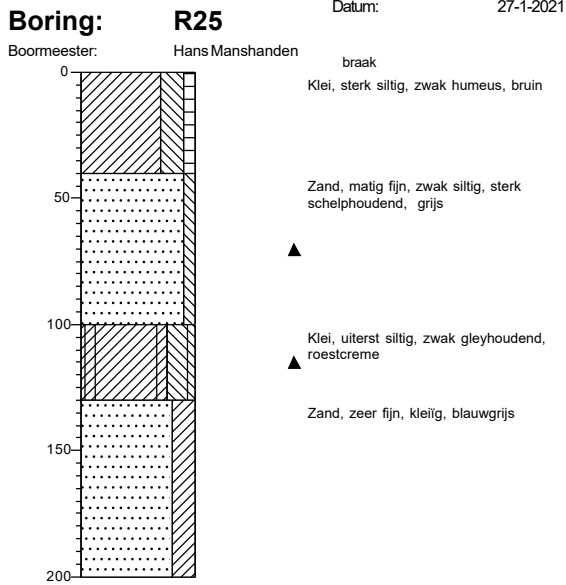 Boring: R25
Datum: 27-1-2021
Boormeester: Hans Manshanden
braak
0
Klei, sterk siltig, zwak humeus, bruin
Zand, matig fijn, zwak siltig, sterk
schelphoudend, grijs
50
100
Klei, uiterst siltig, zwak gleyhoudend,
roestcreme
Zand, zeer fijn, kleiïg, blauwgrijs
150
200